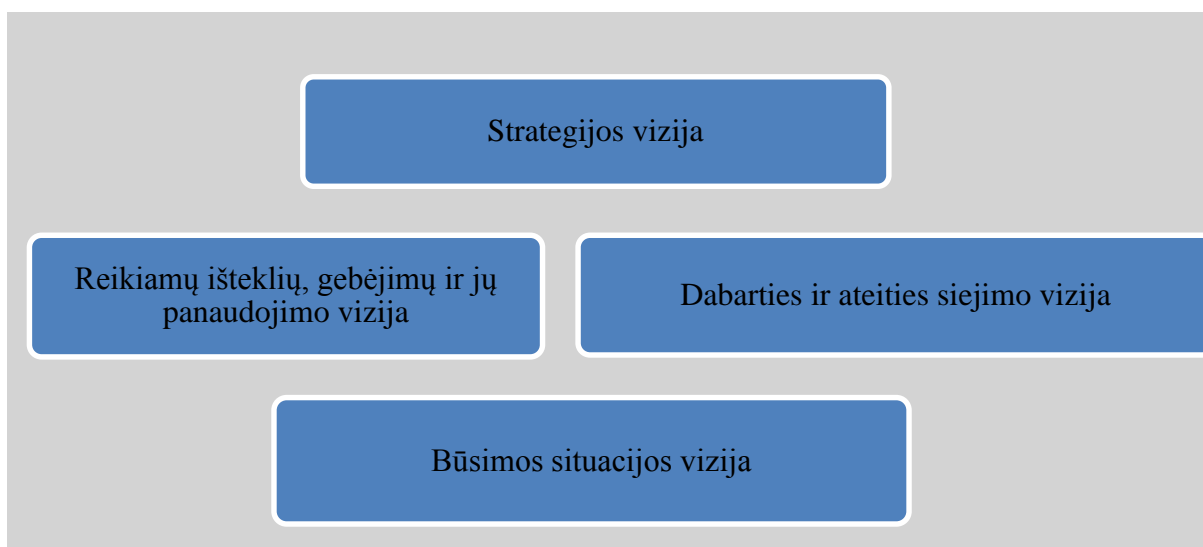 Strategijos vizija
Reikiamų išteklių, gebėjimų ir jų
panaudojimo vizija
Dabarties ir ateities siejimo vizija
Būsimos situacijos vizija